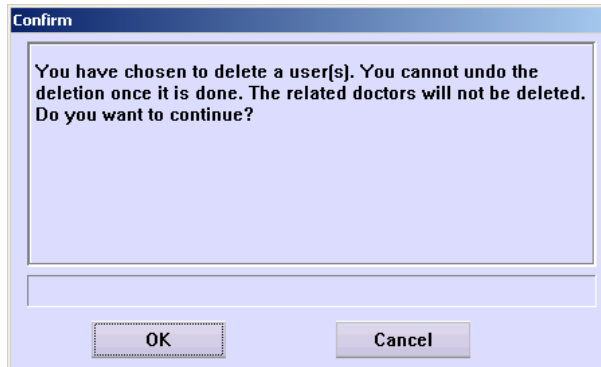 Confirm
You have chosen to delete a user(s). You cannot undo the
deletion once it is done. The related doctors will not be deleted.
Do you want to continue?
OK
Cancel